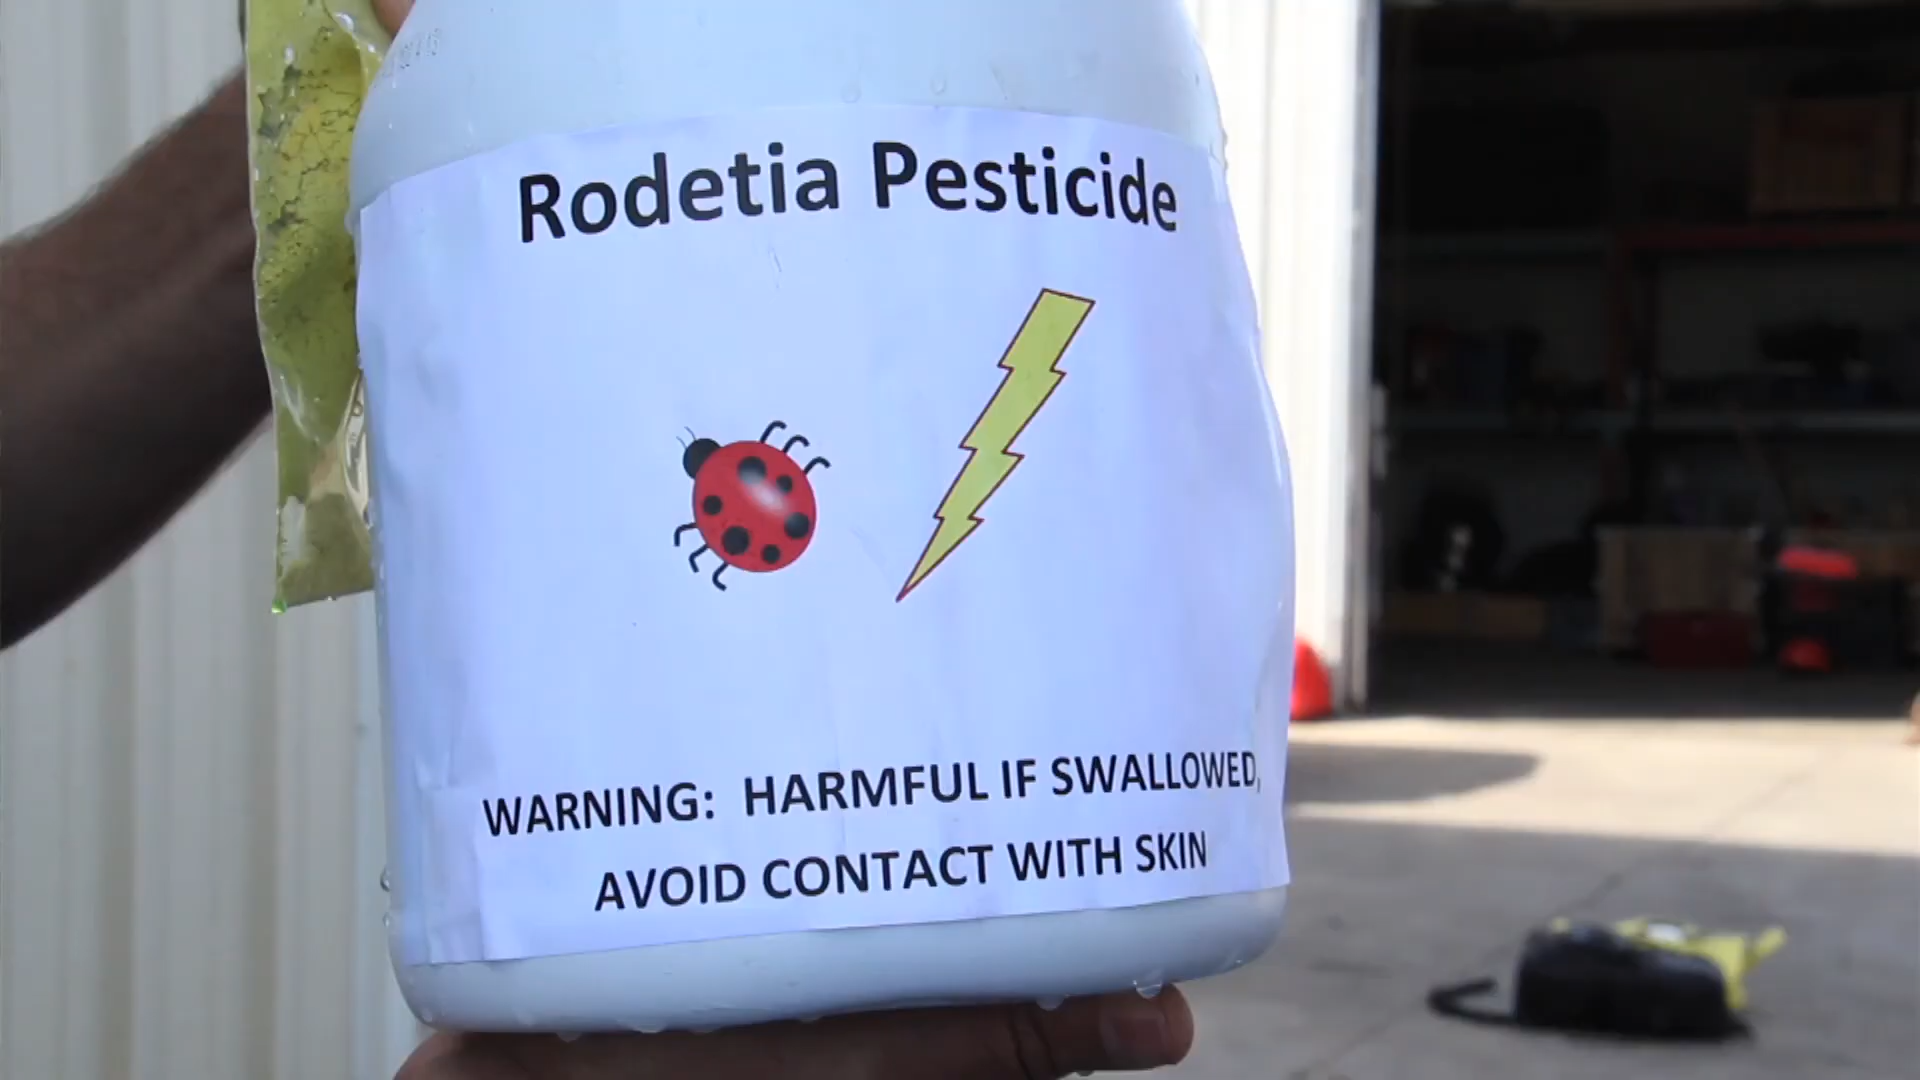 Rodetia Pesticide
WARNING: HARMFUL IF SWALLOWED,
AVOID CONTACT WITH SKIN